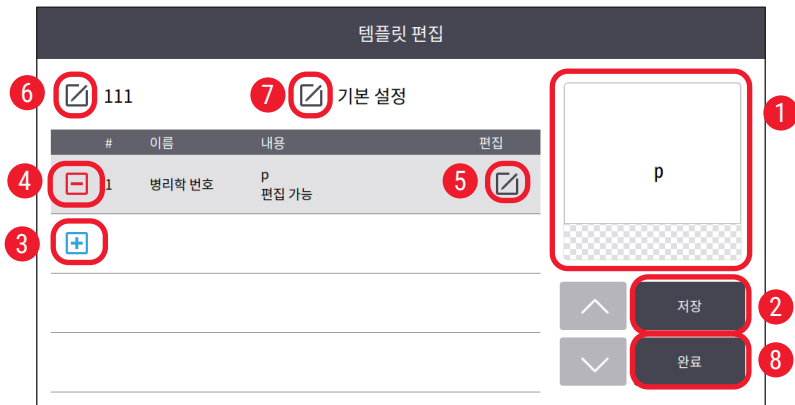 템플릿 편집
6 111 7 기본 설정 1
# 이름 내용 편집
4 1 병리학 번호 p 5
편집 가능
p
3
저장 2
완료 8